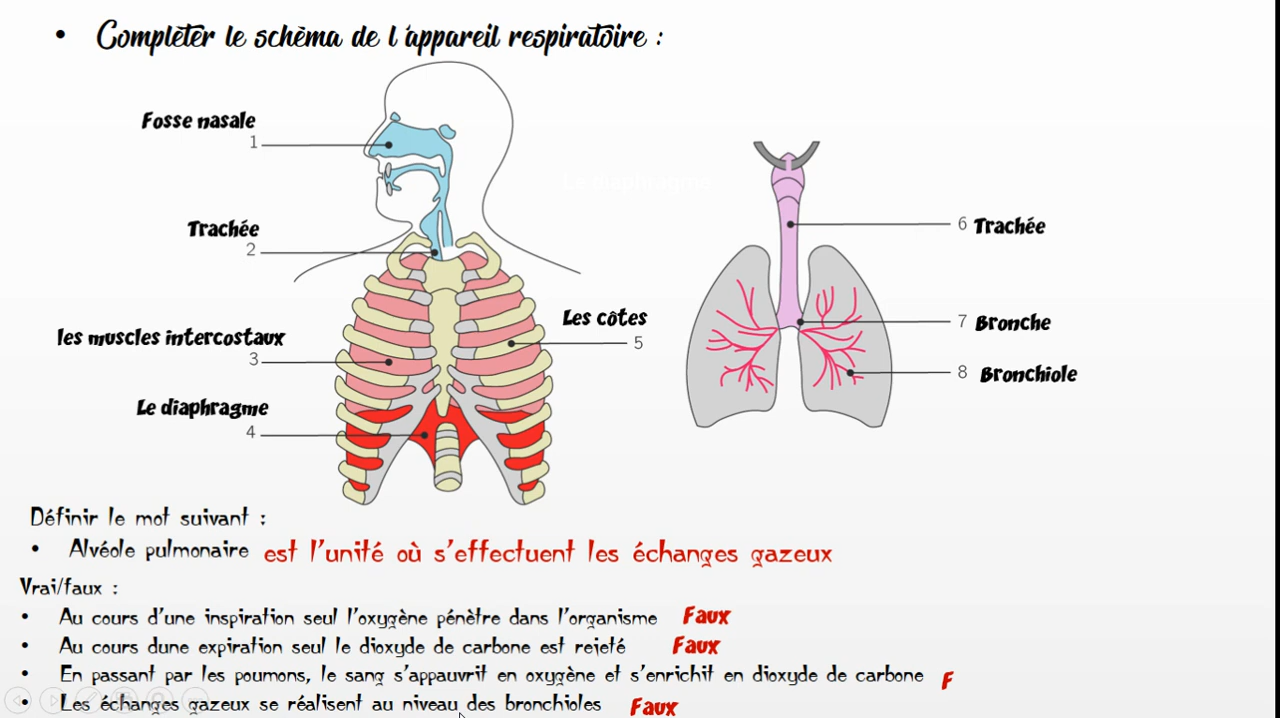 • Complèter le schèma de l'appareil respiratoire :
Fosse nasale
1
Le diaphragme
Trachée
2
6 Trachée
Les côtes
5
les muscles intercostaux
3
7 Bronche
8 Bronchiole
Le diaphragme
4
Définir le mot suivant :
• Alvéole pulmonaire est l'unité où s'effectuent les échanges gazeux
Vrai/faux :
• Au cours d'une inspiration seul l'oxygène pénètre dans l'organisme Faux
• Au cours dune expiration seul le dioxyde de carbone est rejeté Faux
• En passant par les poumons, le sang s'appauvrit en oxygène et s'enrichit en dioxyde de carbone F
• Les échanges gazeux se réalisent au niveau des bronchioles Faux